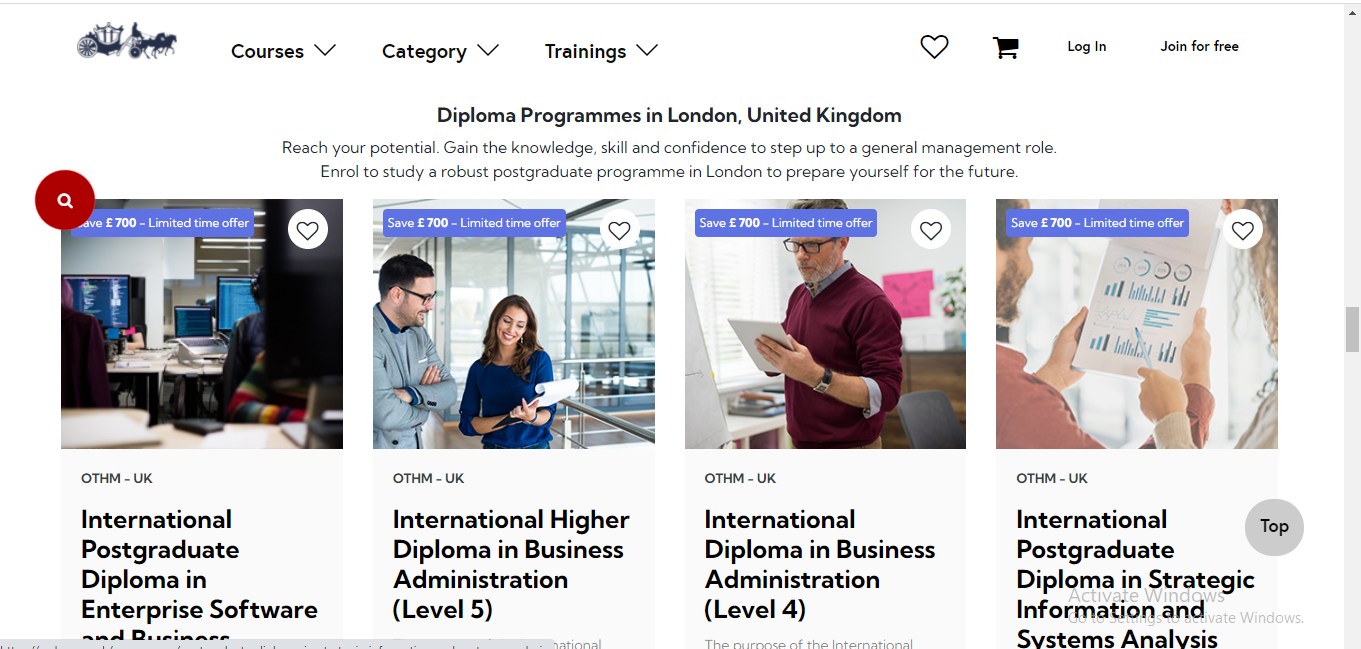 Courses
Category
Trainings
Log In
Join for free
Diploma Programmes in London, United Kingdom
Reach your potential. Gain the knowledge, skill and confidence to step up to a general management role.
Enrol to study a robust postgraduate programme in London to prepare yourself for the future.
ave £ 700 – Limited time offer
Save £ 700 – Limited time offer
Save £ 700 – Limited time offer
Save £ 700 – Limited time offer
OTHM – UK
International
Postgraduate
Diploma in
Enterprise Software
and Business
OTHM – UK
International Higher
Diploma in Business
Administration
(Level 5)
OTHM – UK
International
Diploma in Business
Administration
(Level 4)
The purpose of the International
OTHM – UK
International
Postgraduate
Diploma in Strategic
Information and
Systems Analysis
Top
Activate Windows
Go to Settings to activate Windows.